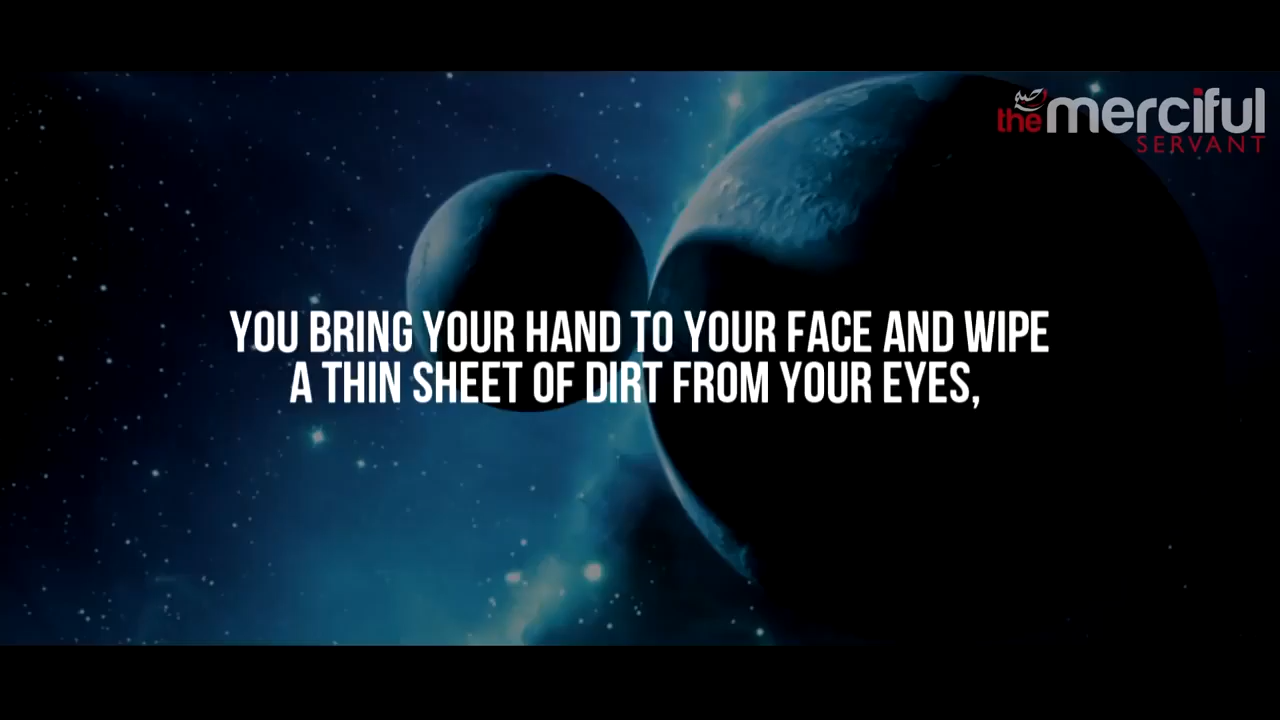 the merciful
SERVANT
YOU BRING YOUR HAND TO YOUR FACE AND WIPE
A THIN SHEET OF DIRT FROM YOUR EYES,